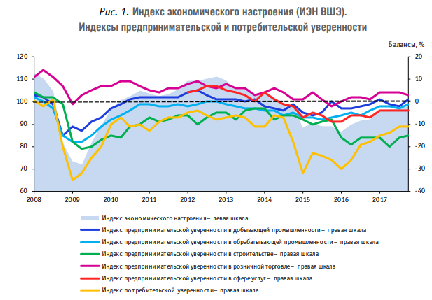 Рис. 1. Индекс экономического настроения (ИЭН ВШЭ).
Индексы предпринимательской и потребительской уверенности
Балансы, %
120 20
110 10
100 0
90 -10
80 -20
70 -30
60 -40
2008 2009 2010 2011 2012 2013 2014 2015 2016 2017
Индекс экономического настроения – левая шкала
Индекс предпринимательской уверенности в добывающей промышленности – правая шкала
Индекс предпринимательской уверенности в обрабатывающей промышленности – правая шкала
Индекс предпринимательской уверенности в строительстве – правая шкала
Индекс предпринимательской уверенности в розничной торговле – правая шкала
Индекс предпринимательской уверенности в сфере услуг – правая шкала
Индекс потребительской уверенности – правая шкала